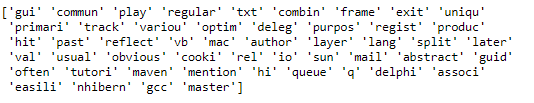 ['gui' 'commun' 'play' 'regular' 'txt' 'combin' 'frame' 'exit' 'uniqu'
'primari' 'track' 'variou' 'optim' 'deleg' 'purpos' 'regist' 'produc'
'hit' 'past' 'reflect' 'vb' 'mac' 'author' 'layer' 'lang' 'split' 'later'
'val' 'usual' 'obvious' 'cooki' 'rel' 'io' 'sun' 'mail' 'abstract' 'guid'
'often' 'tutori' 'maven' 'mention' 'hi' 'queue' 'q' 'delphi' 'associ'
'easili' 'nhibern' 'gcc' 'master']